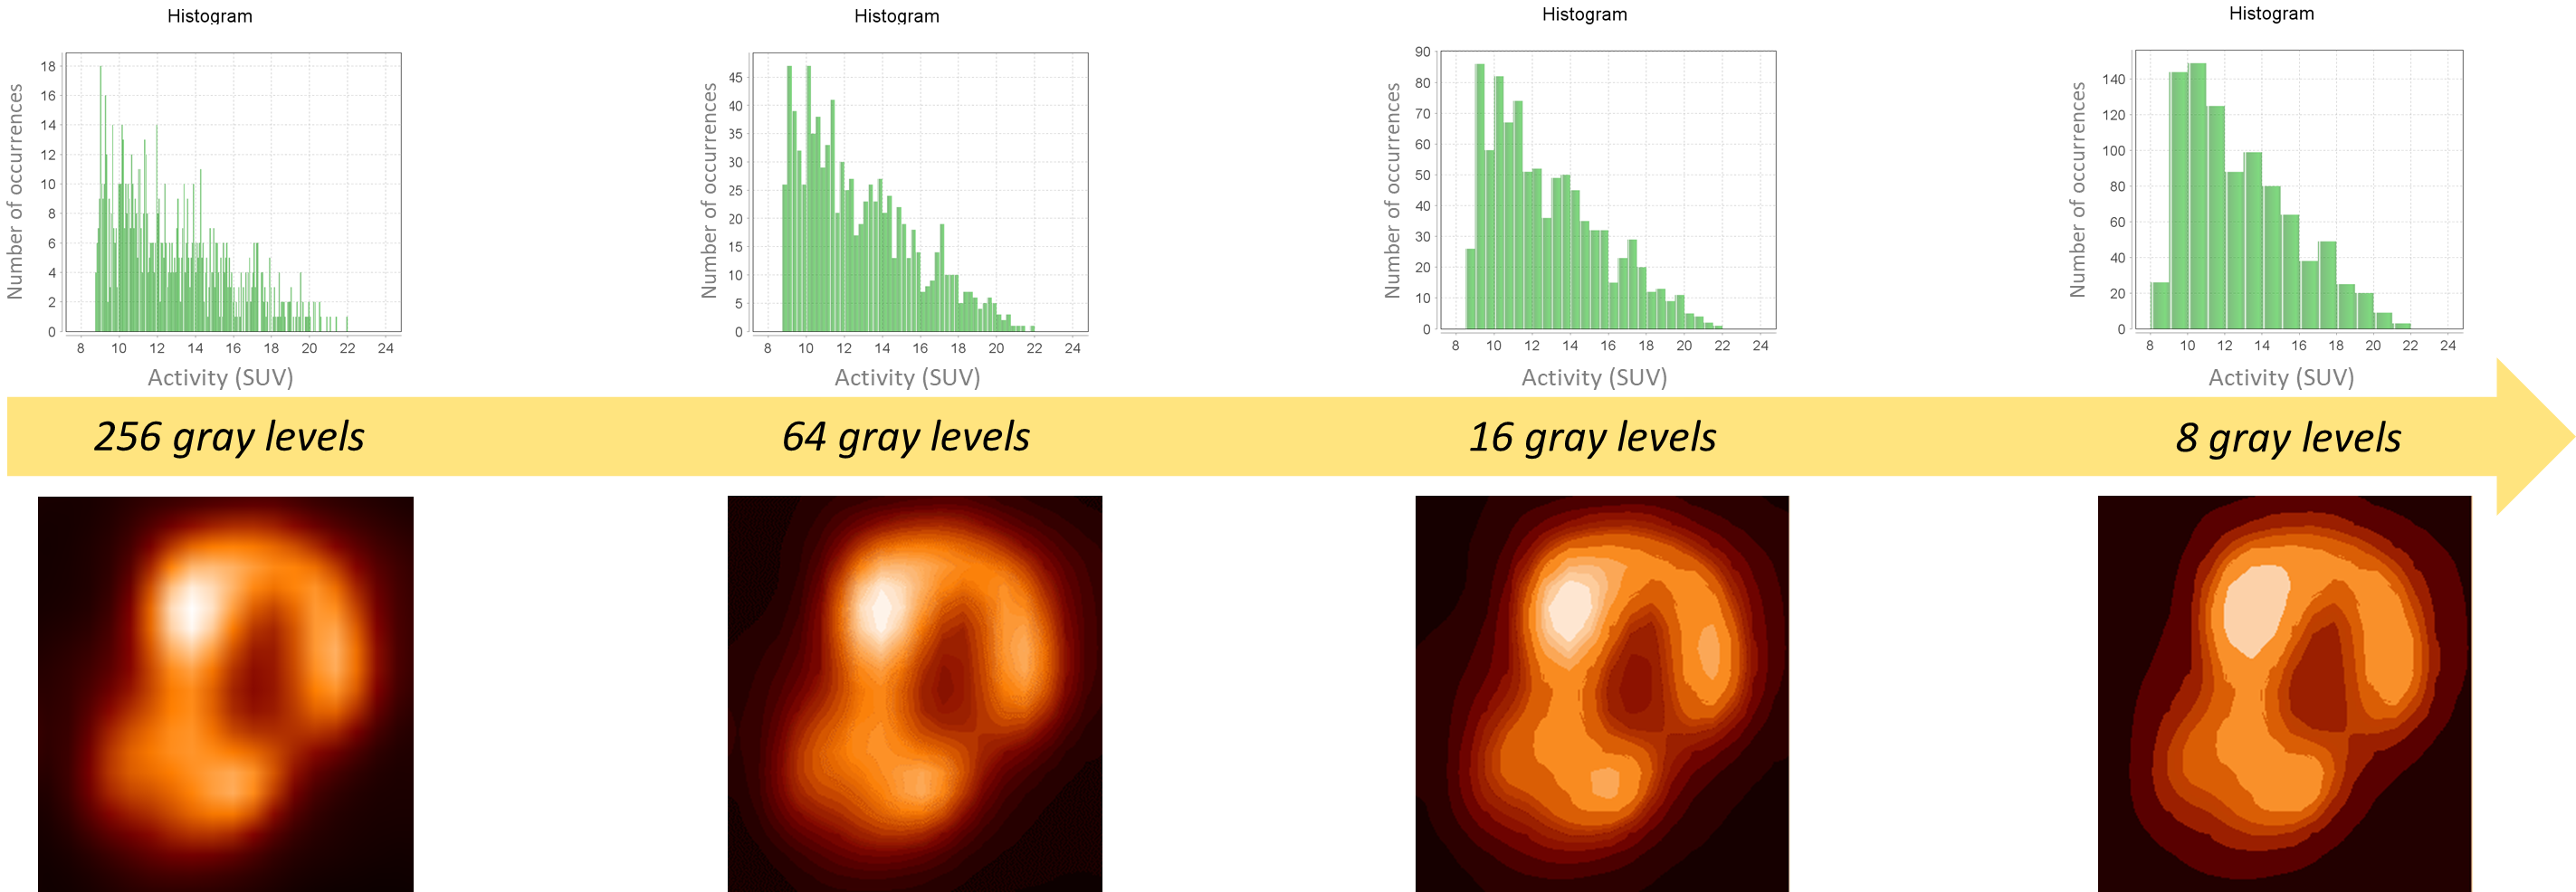 Histogram
Number of occurrences
18
16
14
12
10
8
6
4
2
0
8 10 12 14 16 18 20 22 24
Activity (SUV)
Histogram
Number of occurrences
45
40
35
30
25
20
15
10
5
0
8 10 12 14 16 18 20 22 24
Activity (SUV)
Histogram
Number of occurrences
90
80
70
60
50
40
30
20
10
0
8 10 12 14 16 18 20 22 24
Activity (SUV)
Histogram
Number of occurrences
140
120
100
80
60
40
20
0
8 10 12 14 16 18 20 22 24
Activity (SUV)
256 gray levels
64 gray levels
16 gray levels
8 gray levels